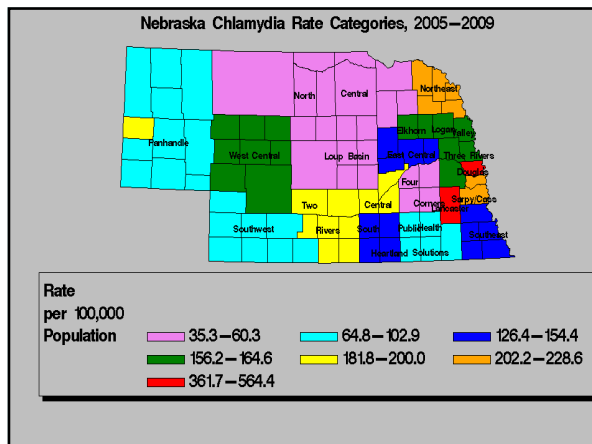 Nebraska Chlamydia Rate Categories, 2005–2009
Northeast
North Central
Elkhorn Logan
Valley
Panhandle
West Central
Loup Basin
East Central
Three Rivers
Douglas
Four
Corners
Sarpy/Cass
Two
Central
Lancaster
Southwest
Rivers
South
Public Health
Southeast
Heartland
Solutions
Rate
per 100,000
Population
35.3–60.3
64.8–102.9
126.4–154.4
156.2–164.6
181.8–200.0
202.2–228.6
361.7–564.4